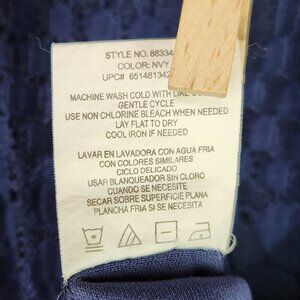 STYLE NO. 88334
COLOR: NVY
UPC# 651481342
MACHINE WASH COLD WITH LIKE
GENTLE CYCLE
USE NON CHLORINE BLEACH WHEN NEEDED
LAY FLAT TO DRY
COOL IRON IF NEEDED
LAVAR EN LAVADORA CON AGUA FRIA
CON COLORES SIMILARES
CICLO DELICADO
USAR BLANQUEADOR SIN CLORO
CUANDO SE NECESITE
SECAR SOBRE SUPERFICIE PLANA
PLANCHA FRIA SI SE NECESITE